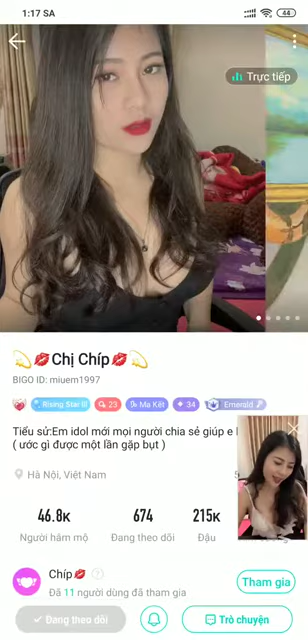 1:17 SA
44
Trực tiếp
💫💋Chị Chíp💋💫
BIGO ID: miuem1997
Rising Star III
23
Ma Kết
34
Emerald
Tiểu sử:Em idol mới mọi người chia sẻ giúp e
( ước gì được một lần gặp bụt )
Hà Nội, Việt Nam
46.8K
674
215K
Người hâm mộ
Đang theo dõi
Đậu
Chíp💋
Đã 11 người dùng đã tham gia
Tham gia
Đang theo dõi
Trò chuyện